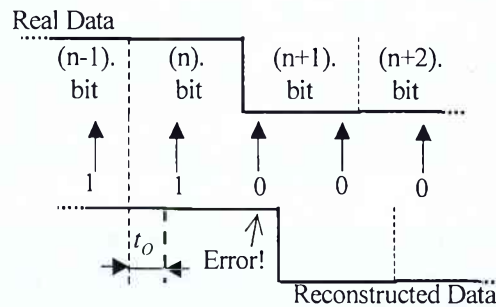 Real Data
(n-1). (n). (n+1). (n+2).
bit bit bit bit
1 1 0 0 0
t_O Error!
Reconstructed Data